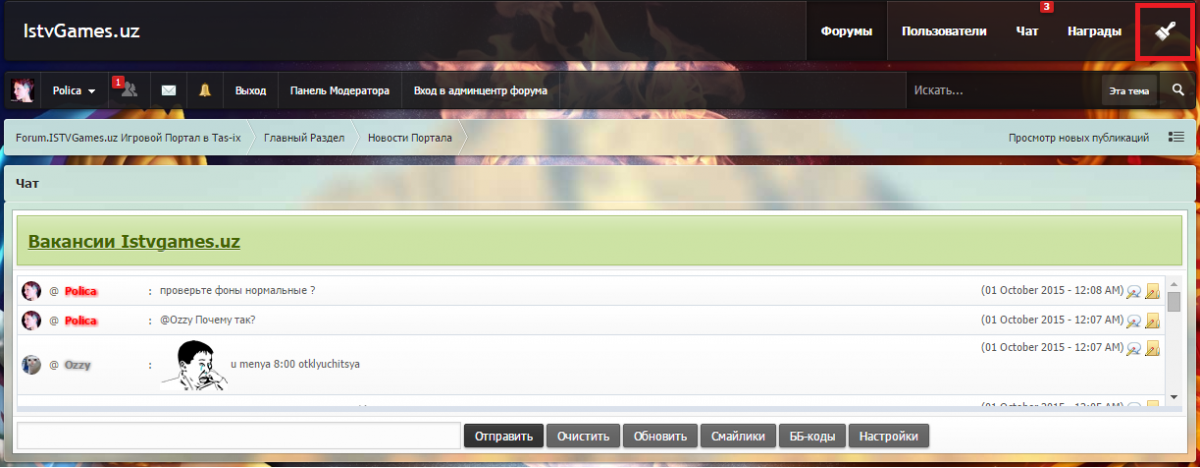 IstvGames.uz
Форумы Пользователи Чат 3 Награды
Polica 1 Выход Панель Модератора Вход в админцентр форума Искать... Эта тема
Forum.ISTVGames.uz Игровой Портал в Tas-ix Главный Раздел Новости Портала Просмотр новых публикаций
Чат
Вакансии Istvgames.uz
@ Polica : проверьте фоны нормальные ? (01 October 2015 - 12:08 AM)
@ Polica : @Ozzy Почему так? (01 October 2015 - 12:07 AM)
@ Ozzy : u menya 8:00 otklyuchitsya (01 October 2015 - 12:07 AM)
Отправить Очистить Обновить Смайлики ББ-коды Настройки